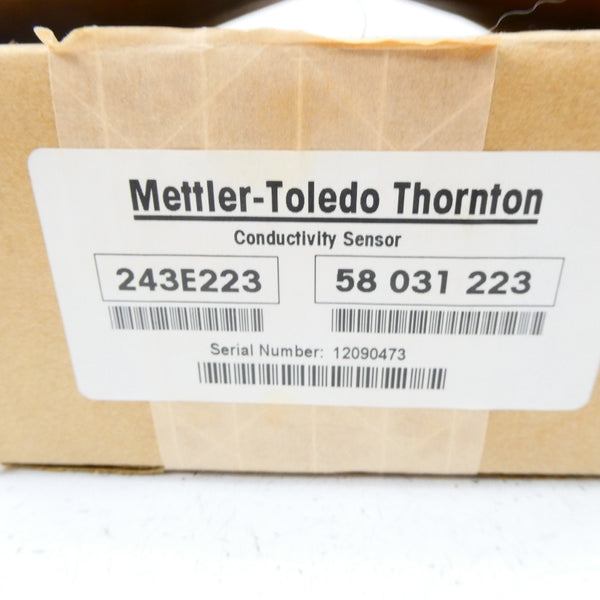 Mettler-Toledo Thornton
Conductivity Sensor
243E223 58 031 223
Serial Number: 12090473